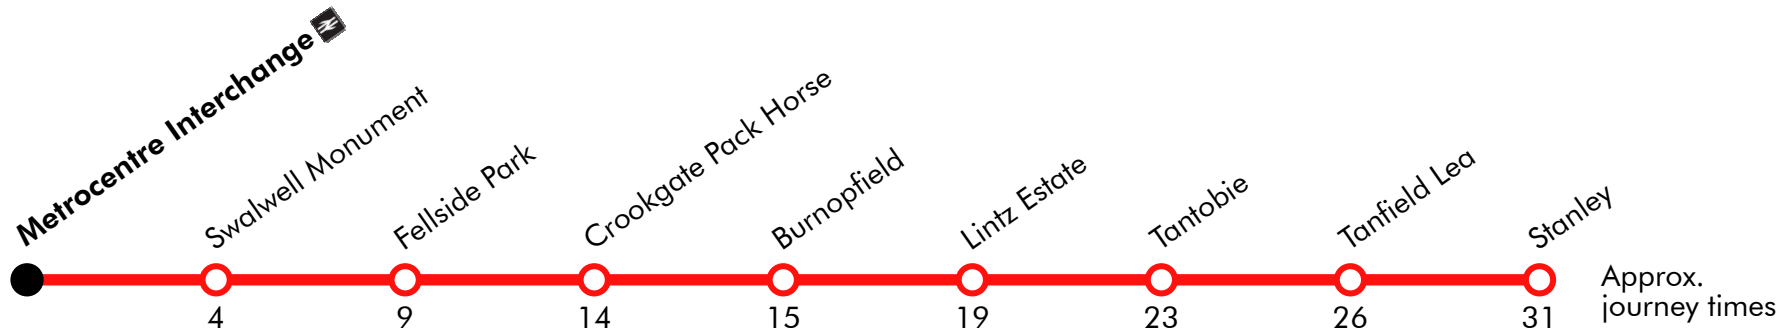 Metrocentre Interchange
Swalwell Monument
Fellside Park
Crookgate Pack Horse
Burnopfield
Lintz Estate
Tantobie
Tanfield Lea
Stanley
4
9
14
15
19
23
26
31
Approx.
journey times